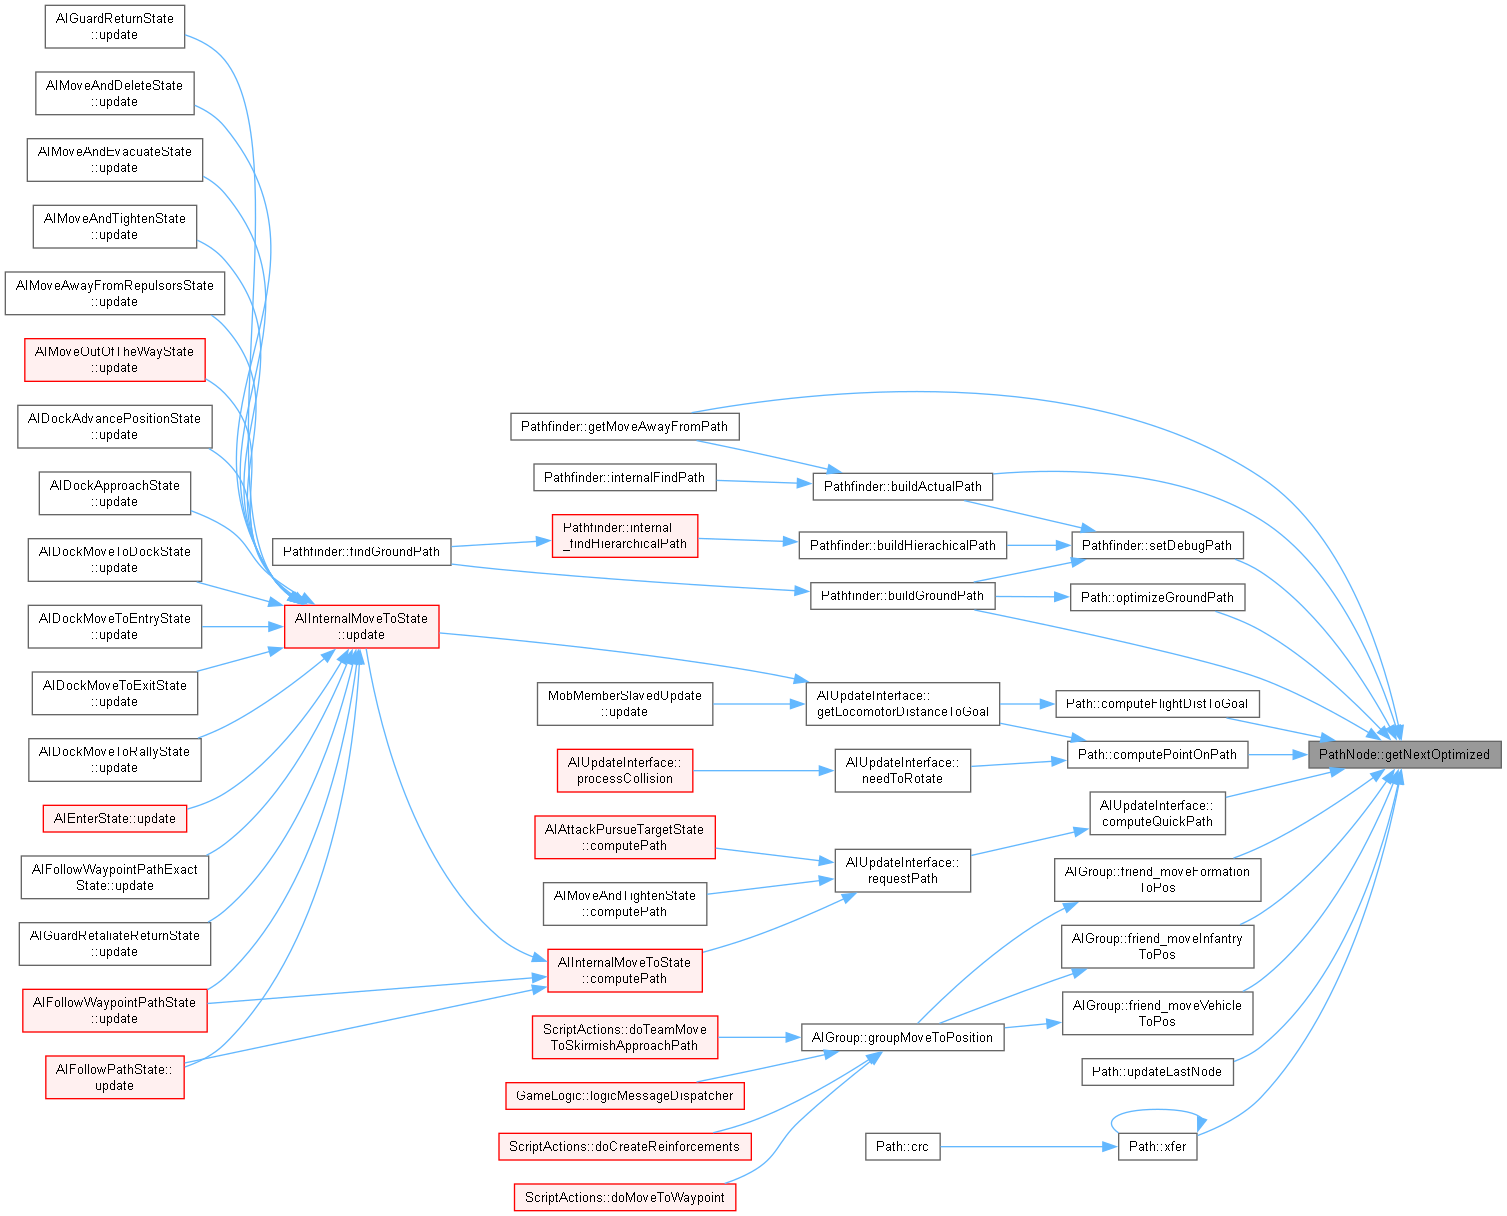 AIGuardReturnState
::update
AIMoveAndDeleteState
::update
AIMoveAndEvacuateState
::update
AIMoveAndTightenState
::update
AIMoveAwayFromRepulsorsState
::update
AIMoveOutOfTheWayState
::update
AIDockAdvancePositionState
::update
AIDockApproachState
::update
AIDockMoveToDockState
::update
AIDockMoveToEntryState
::update
AIDockMoveToExitState
::update
AIDockMoveToRallyState
::update
AIEnterState::update
AIFollowWaypointPathExact
State::update
AIGuardRetaliateReturnState
::update
AIFollowWaypointPathState
::update
AIFollowPathState::
update
Pathfinder::findGroundPath
AIInternalMoveToState
::update
Pathfinder::getMoveAwayFromPath
Pathfinder::internalFindPath
Pathfinder::internal
_findHierarchicalPath
MobMemberSlavedUpdate
::update
AIUpdateInterface::
processCollision
AIAttackPursueTargetState
::computePath
AIMoveAndTightenState
::computePath
AIInternalMoveToState
::computePath
ScriptActions::doTeamMove
ToSkirmishApproachPath
GameLogic::logicMessageDispatcher
ScriptActions::doCreateReinforcements
ScriptActions::doMoveToWaypoint
Pathfinder::buildActualPath
Pathfinder::buildHierachicalPath
Pathfinder::buildGroundPath
AIUpdateInterface::
getLocomotorDistanceToGoal
AIUpdateInterface::
needToRotate
AIUpdateInterface::
requestPath
AIGroup::groupMoveToPosition
Path::crc
Pathfinder::setDebugPath
Path::optimizeGroundPath
Path::computeFlightDistToGoal
Path::computePointOnPath
AIUpdateInterface::
computeQuickPath
AIGroup::friend_moveFormation
ToPos
AIGroup::friend_moveInfantry
ToPos
AIGroup::friend_moveVehicle
ToPos
Path::updateLastNode
Path::xfer
PathNode::getNextOptimized